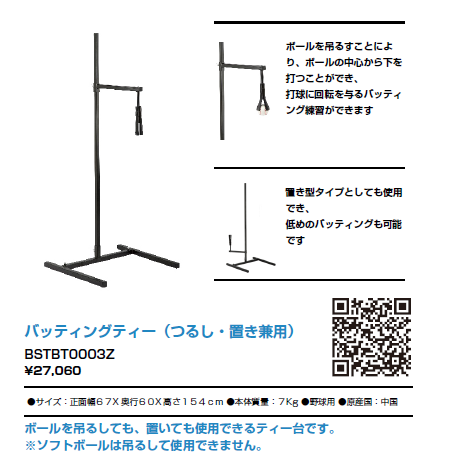 ボールを吊るすことによ
り、ボールの中心から下を
打つことができ、
打球に回転を与るバッティ
ング練習ができます
置き型タイプとしても使用
でき、
低めのバッティングも可能
です
バッティングティー（つるし・置き兼用）
BSTBT0003Z
¥27,060
●サイズ：正面幅67X奥行60X高さ154cm ●本体質量：7Kg ●野球用 ●原産国：中国
ボールを吊るしても、置いても使用できるティー台です。
※ソフトボールは吊るして使用できません。